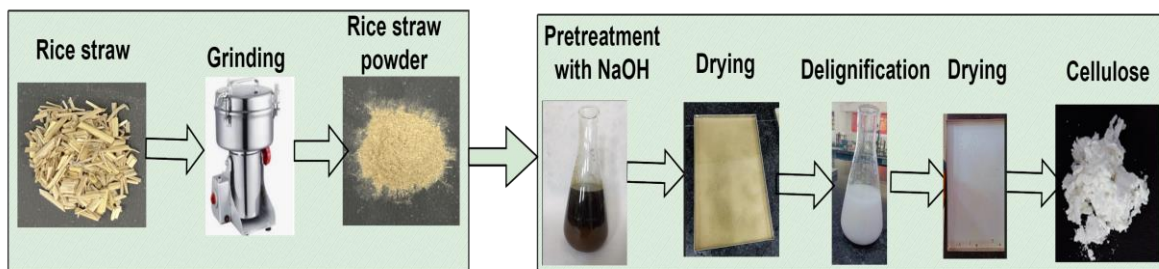 Rice straw
Grinding
Rice straw
powder
Pretreatment
with NaOH
Drying
Delignification
Drying
Cellulose